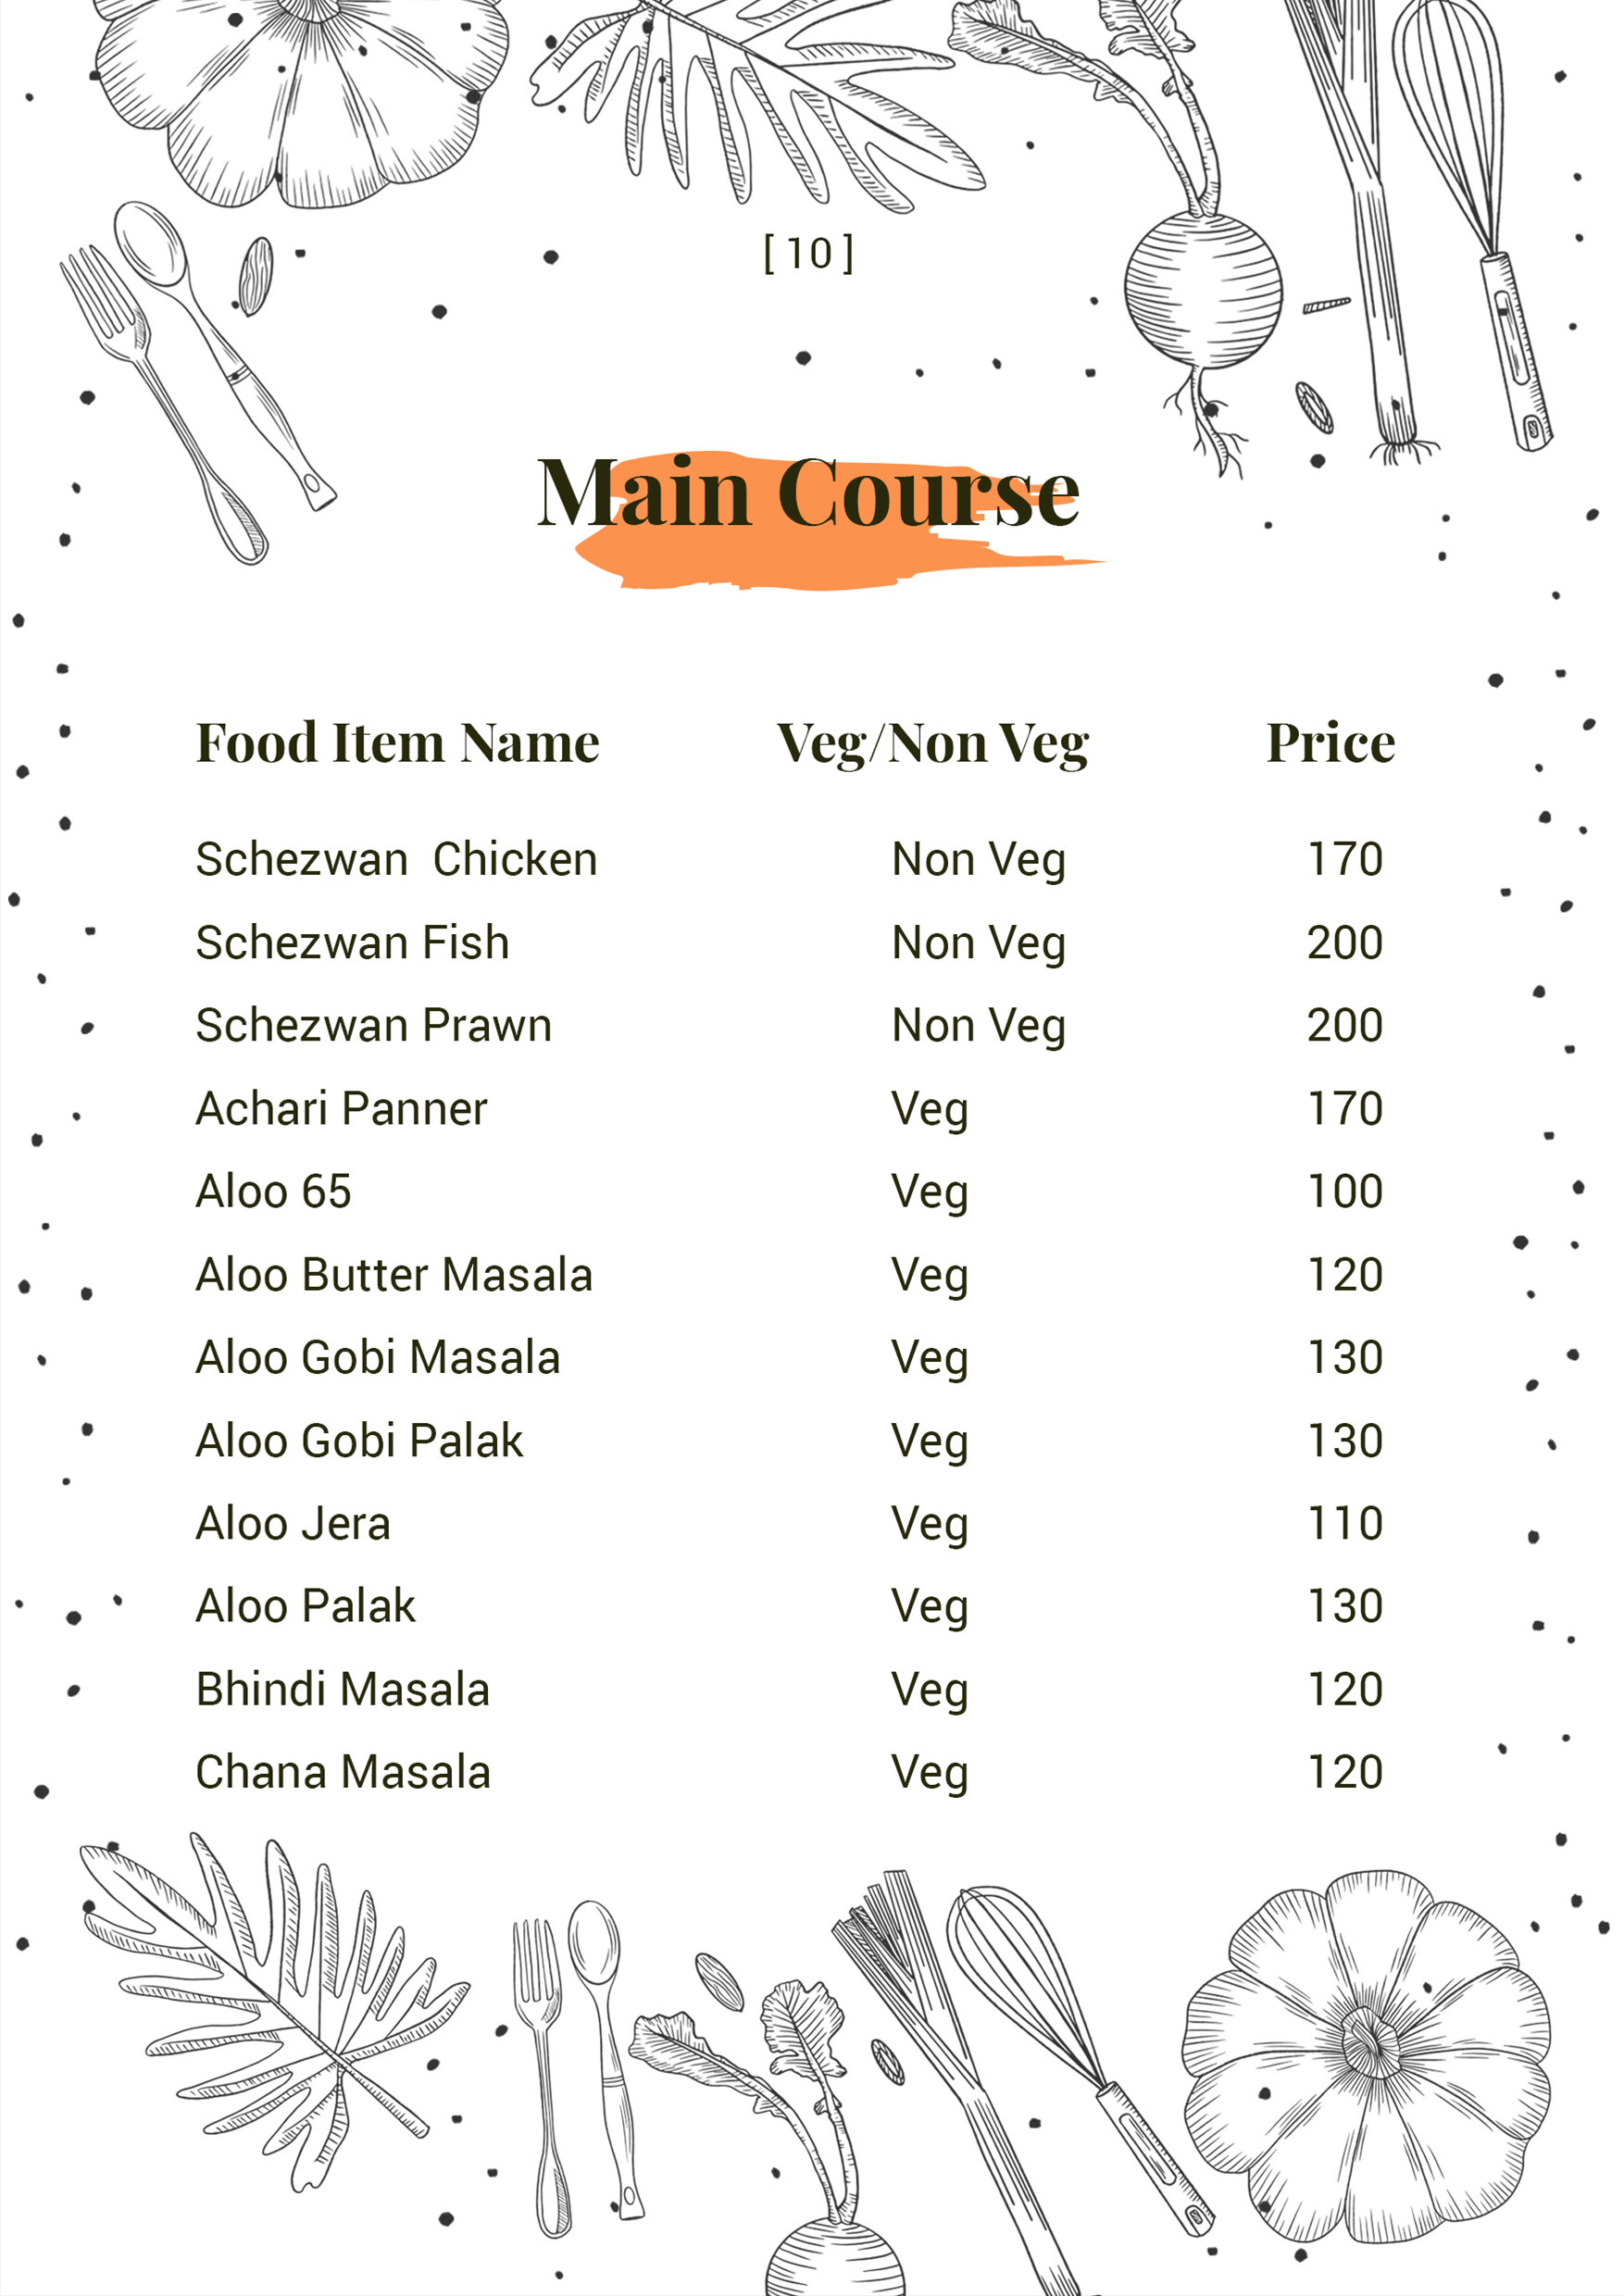 [ 10 ]
Main Course
Food Item Name Veg/Non Veg Price
Schezwan  Chicken Non Veg 170
Schezwan Fish Non Veg 200
Schezwan Prawn Non Veg 200
Achari Panner Veg 170
Aloo 65 Veg 100
Aloo Butter Masala Veg 120
Aloo Gobi Masala Veg 130
Aloo Gobi Palak Veg 130
Aloo Jera Veg 110
Aloo Palak Veg 130
Bhindi Masala Veg 120
Chana Masala Veg 120